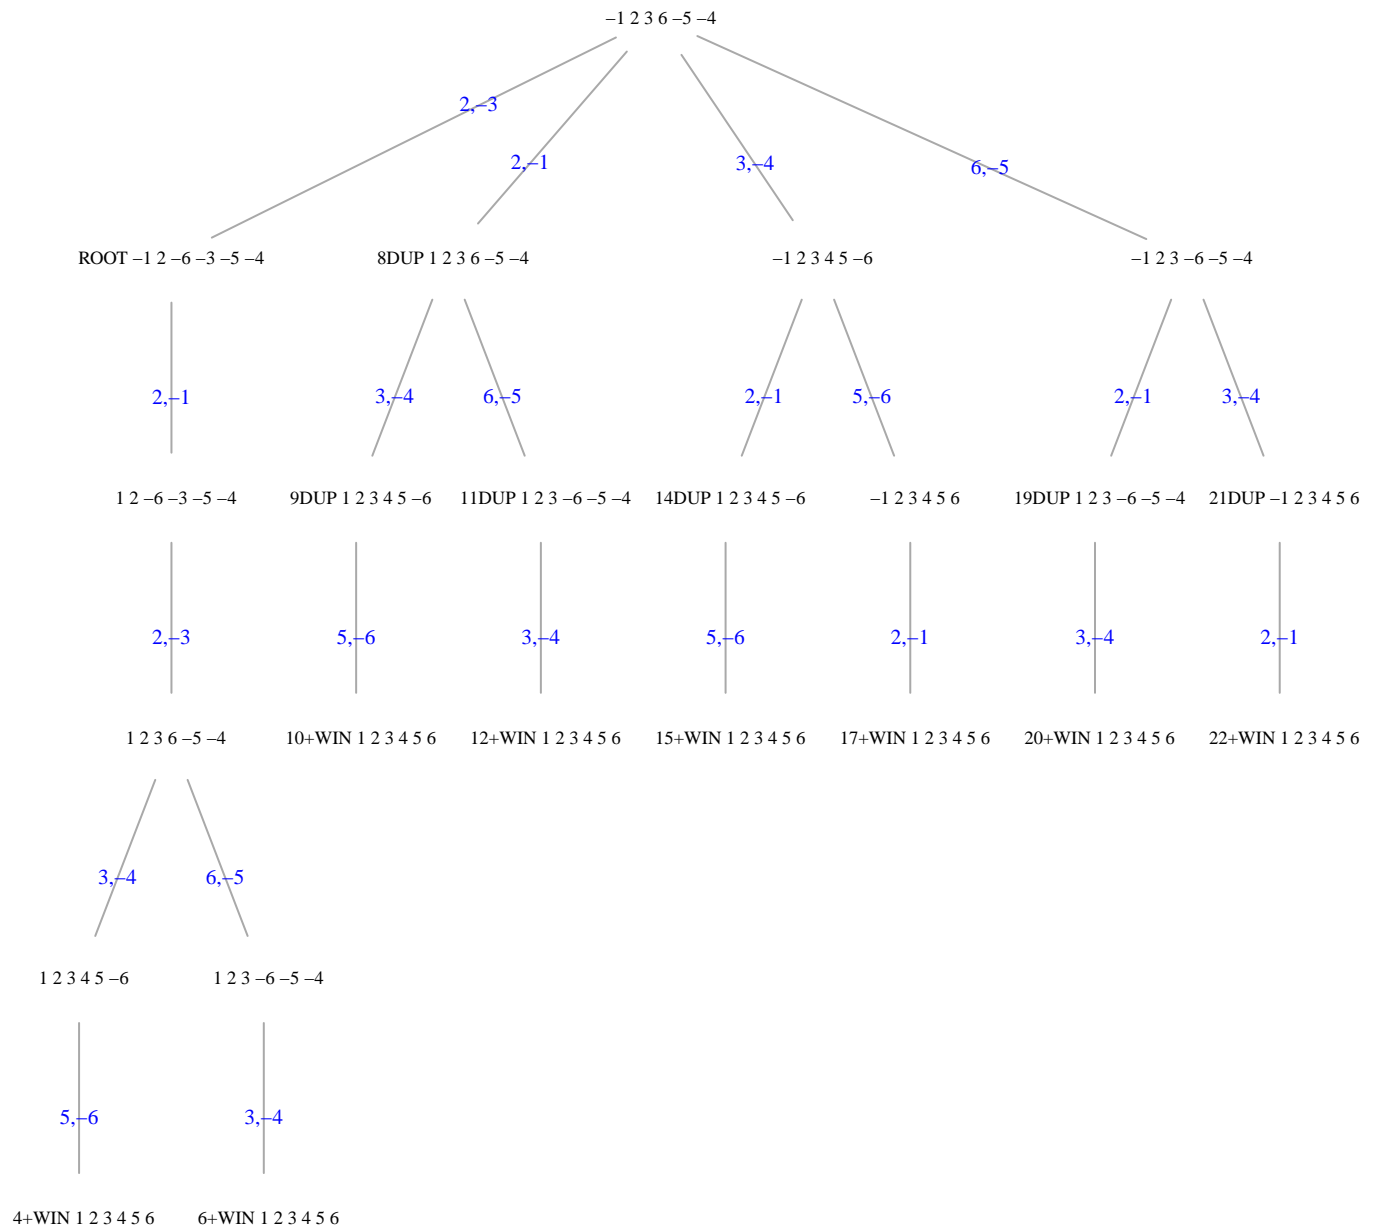 –1 2 3 6 –5 –4
2,–3
2,–1
3,–4
6,–5
ROOT –1 2 –6 –3 –5 –4
8DUP 1 2 3 6 –5 –4
–1 2 3 4 5 –6
–1 2 3 –6 –5 –4
2,–1
3,–4
6,–5
2,–1
5,–6
2,–1
3,–4
1 2 –6 –3 –5 –4
9DUP 1 2 3 4 5 –6
11DUP 1 2 3 –6 –5 –4
14DUP 1 2 3 4 5 –6
–1 2 3 4 5 6
19DUP 1 2 3 –6 –5 –4
21DUP –1 2 3 4 5 6
2,–3
5,–6
3,–4
5,–6
2,–1
3,–4
2,–1
1 2 3 6 –5 –4
10+WIN 1 2 3 4 5 6
12+WIN 1 2 3 4 5 6
15+WIN 1 2 3 4 5 6
17+WIN 1 2 3 4 5 6
20+WIN 1 2 3 4 5 6
22+WIN 1 2 3 4 5 6
3,–4
6,–5
1 2 3 4 5 –6
1 2 3 –6 –5 –4
5,–6
3,–4
4+WIN 1 2 3 4 5 6
6+WIN 1 2 3 4 5 6